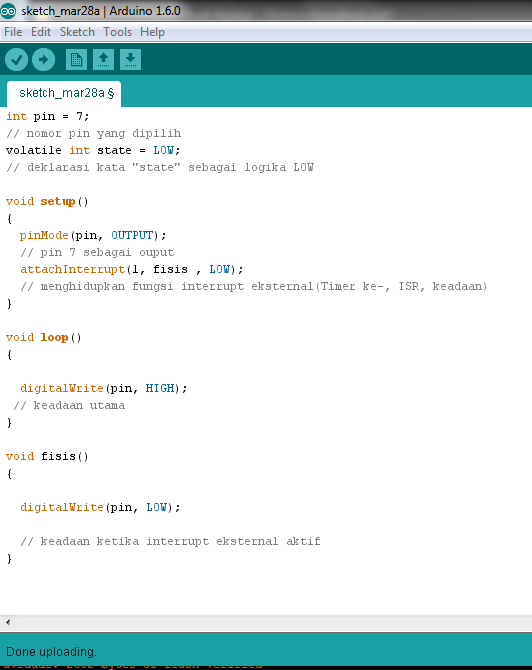 sketch_mar28a | Arduino 1.6.0
File Edit Sketch Tools Help
sketch_mar28a §
int pin = 7;
// nomor pin yang dipilih
volatile int state = LOW;
// deklarasi kata "state" sebagai logika LOW
void setup()
{
pinMode(pin, OUTPUT);
// pin 7 sebagai ouput
attachInterrupt(1, fisis , LOW);
// menghidupkan fungsi interrupt eksternal(Timer ke-, ISR, keadaan)
}
void loop()
{
digitalWrite(pin, HIGH);
// keadaan utama
}
void fisis()
{
digitalWrite(pin, LOW);
// keadaan ketika interrupt eksternal aktif
}
Done uploading.